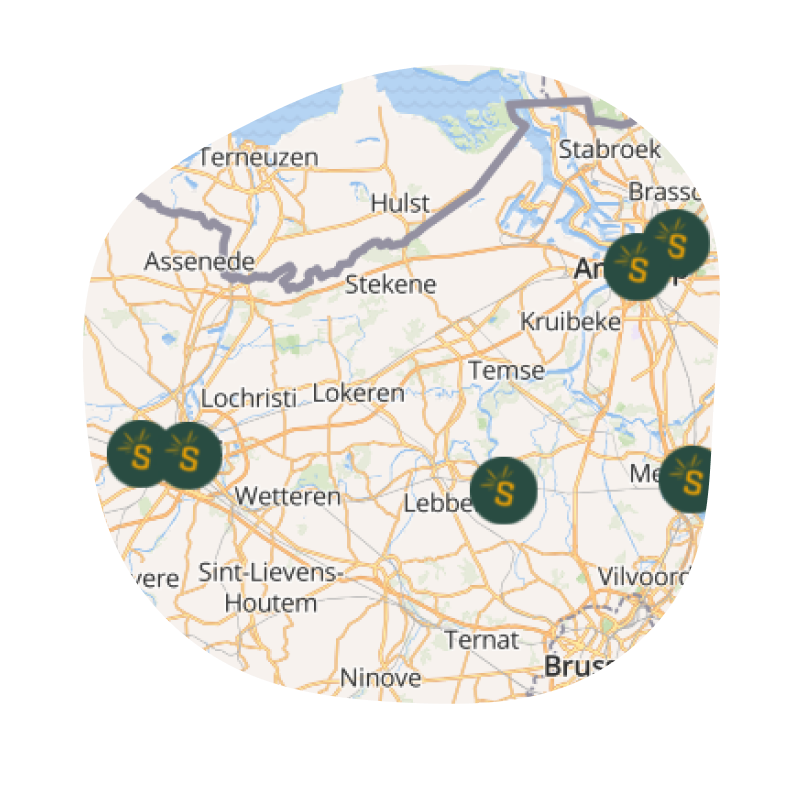 Terneuzen
Stabroek
Brassc
Hulst
Assenede
An
Stekene
Kruibeke
Temse
Lochristi
Lokeren
S
S
S
S
S
S
Me
Wetteren
Lebbe
vere
Sint-Lievens-
Houtem
Vilvoord
Ternat
Ninove
Bruss